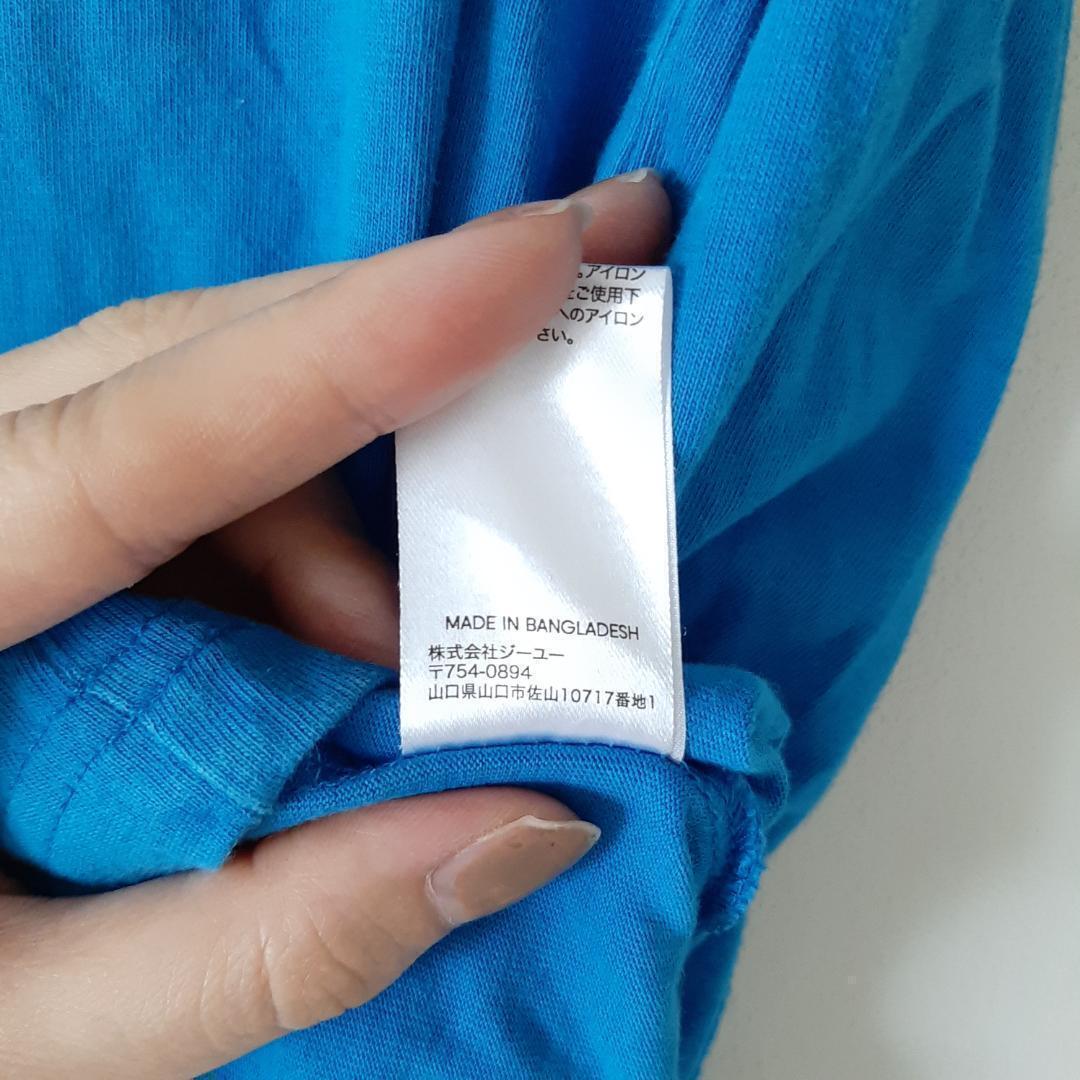 。アイロン
ご使用下
へのアイロン
さい。
MADE IN BANGLADESH
株式会社ジーユー
〒754-0894
山口県山口市佐山10717番地1